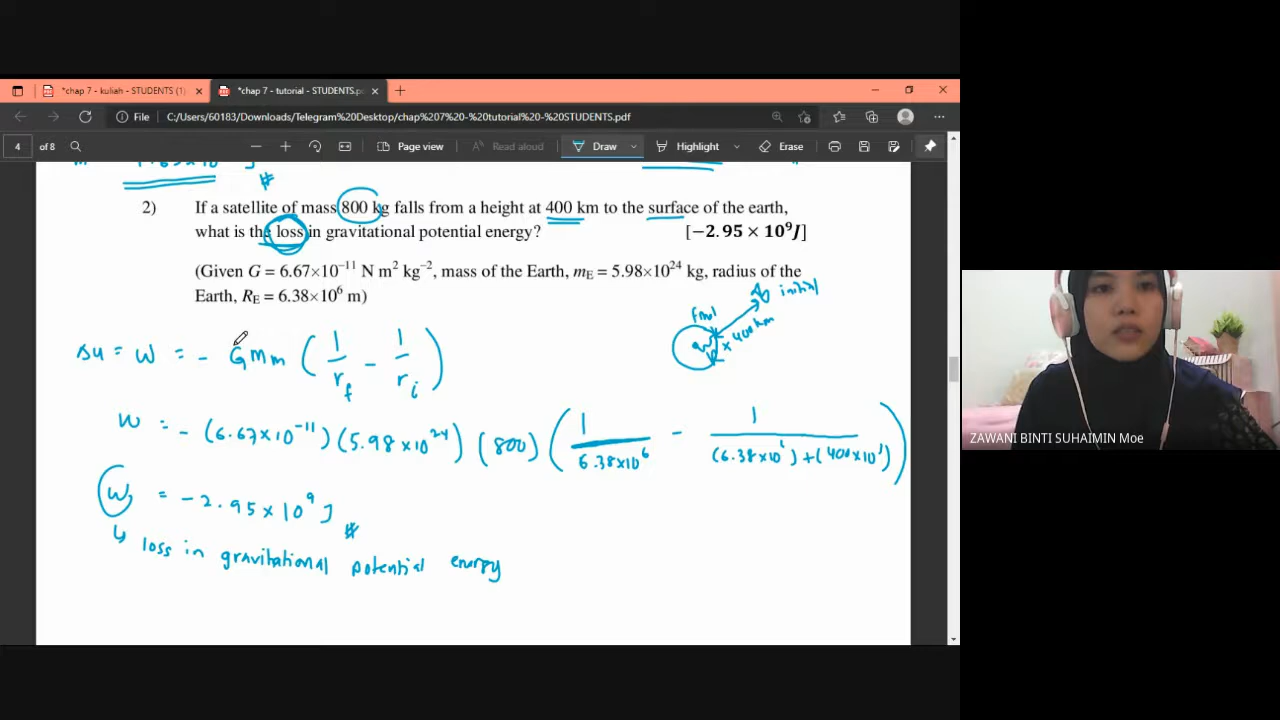 *chap 7 - kuliah - STUDENTS (1)
*chap 7 - tutorial - STUDENTS.pd
File
C:/Users/60183/Downloads/Telegram%20Desktop/chap%207%20-%20tutorial%20-%20STUDENTS.pdf
4 of 8
Page view
Read aloud
Draw
Highlight
Erase
2) If a satellite of mass 800 kg falls from a height at 400 km to the surface of the earth,
what is the loss in gravitational potential energy? [−2.95 × 10⁹J]
(Given G = 6.67×10⁻¹¹ N m² kg⁻², mass of the Earth, mE = 5.98×10²⁴ kg, radius of the
Earth, RE = 6.38×10⁶ m)
initial
final
400 km
ΔU = W = - GMm ( 1/rf - 1/ri )
W = - (6.67×10⁻¹¹)(5.98×10²⁴)(800) ( 1/6.38×10⁶ - 1/(6.38×10⁶)+(400×10³) )
W = -2.95×10⁹ J #
↳ loss in gravitational potential energy
ZAWANI BINTI SUHAIMIN Moe